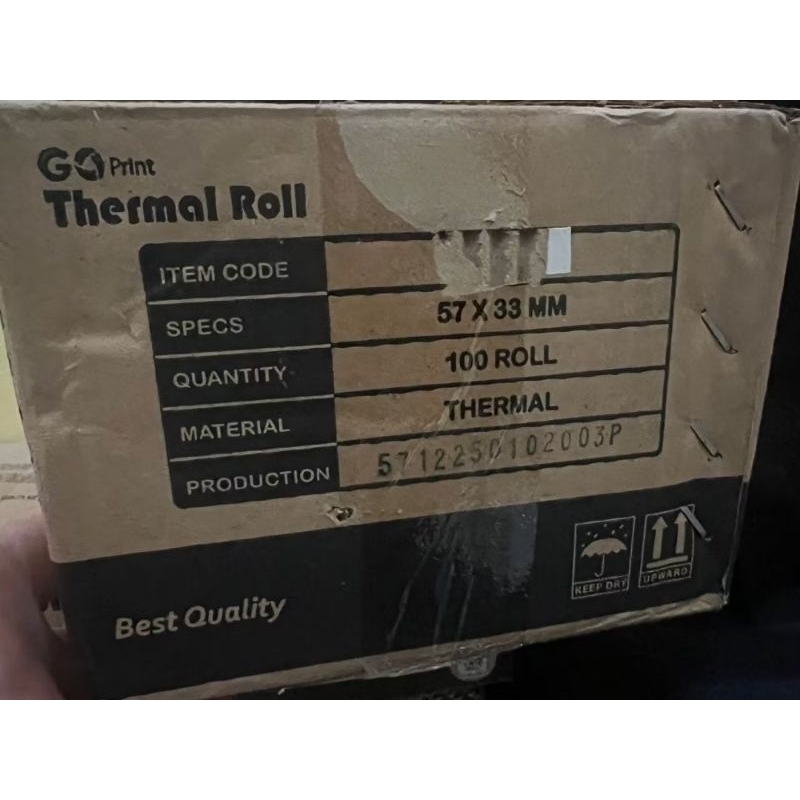 GO Print
Thermal Roll
ITEM CODE
SPECS 57 X 33 MM
QUANTITY 100 ROLL
MATERIAL THERMAL
PRODUCTION
Best Quality
KEEP DRY
UPWARD